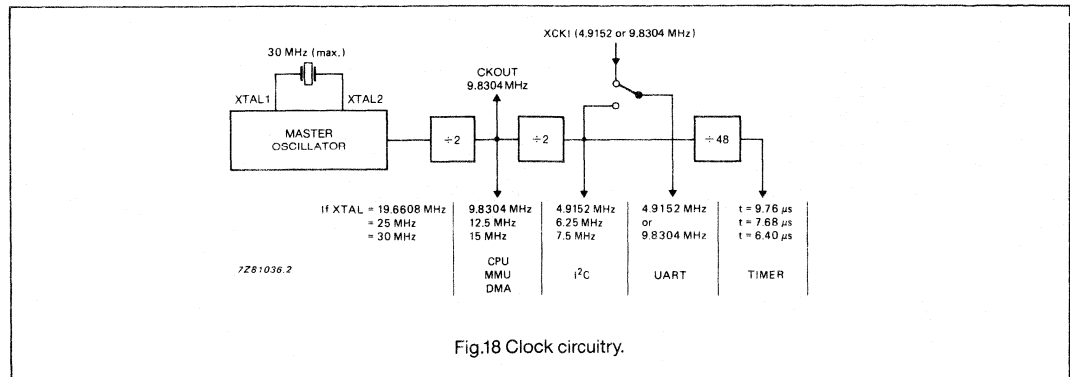 XCKI (4.9152 or 9.8304 MHz)
30 MHz (max.)
CKOUT
9.8304 MHz
XTAL1
XTAL2
MASTER
OSCILLATOR
÷2
÷2
÷48
If XTAL = 19.6608 MHz
= 25 MHz
= 30 MHz
9.8304 MHz
12.5 MHz
15 MHz
CPU
MMU
DMA
4.9152 MHz
6.25 MHz
7.5 MHz
I²C
4.9152 MHz
or
9.8304 MHz
UART
t = 9.76 µs
t = 7.68 µs
t = 6.40 µs
TIMER
7Z81036.2
Fig.18 Clock circuitry.